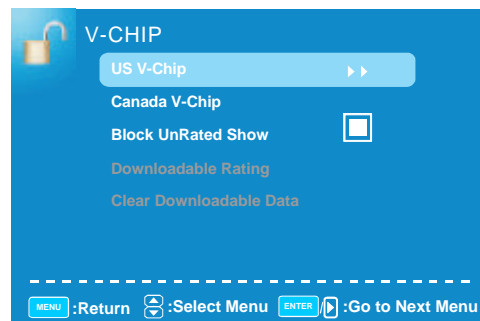 V-CHIP
US V-Chip
Canada V-Chip
Block UnRated Show
Downloadable Rating
Clear Downloadable Data
MENU :Return :Select Menu ENTER / :Go to Next Menu